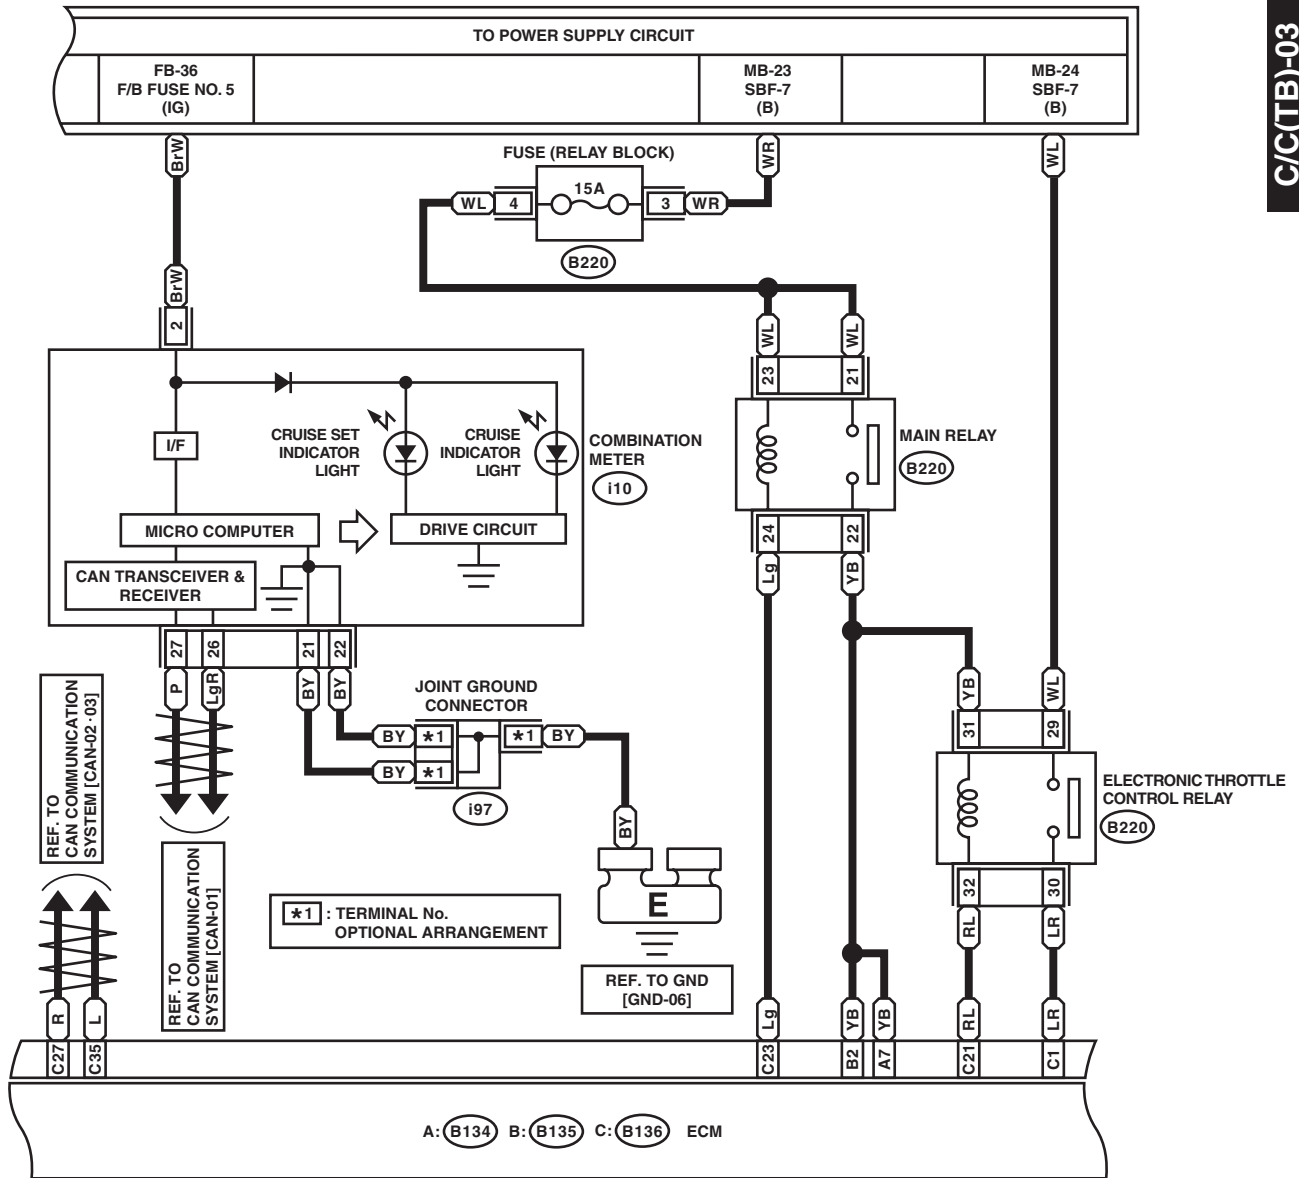 C/C(TB)-03
TO POWER SUPPLY CIRCUIT
FB-36
F/B FUSE NO. 5
(IG)
MB-23
SBF-7
(B)
MB-24
SBF-7
(B)
BrW
WR
WL
FUSE (RELAY BLOCK)
15A
WL 4
3 WR
B220
BrW
2
WL
WL
23
21
I/F
CRUISE SET
INDICATOR
LIGHT
CRUISE
INDICATOR
LIGHT
COMBINATION
METER
i10
MAIN RELAY
B220
MICRO COMPUTER
DRIVE CIRCUIT
CAN TRANSCEIVER &
RECEIVER
24
22
Lg
YB
27
26
21
22
P
LgR
BY
BY
JOINT GROUND
CONNECTOR
BY *1
*1 BY
BY *1
i97
YB
WL
31
29
ELECTRONIC THROTTLE
CONTROL RELAY
B220
32
30
RL
LR
REF. TO
CAN COMMUNICATION
SYSTEM [CAN-02·03]
REF. TO
CAN COMMUNICATION
SYSTEM [CAN-01]
BY
E
*1 : TERMINAL No.
OPTIONAL ARRANGEMENT
REF. TO GND
[GND-06]
R
L
Lg
YB
YB
RL
LR
C27
C35
C23
B2
A7
C21
C1
A: B134 B: B135 C: B136 ECM